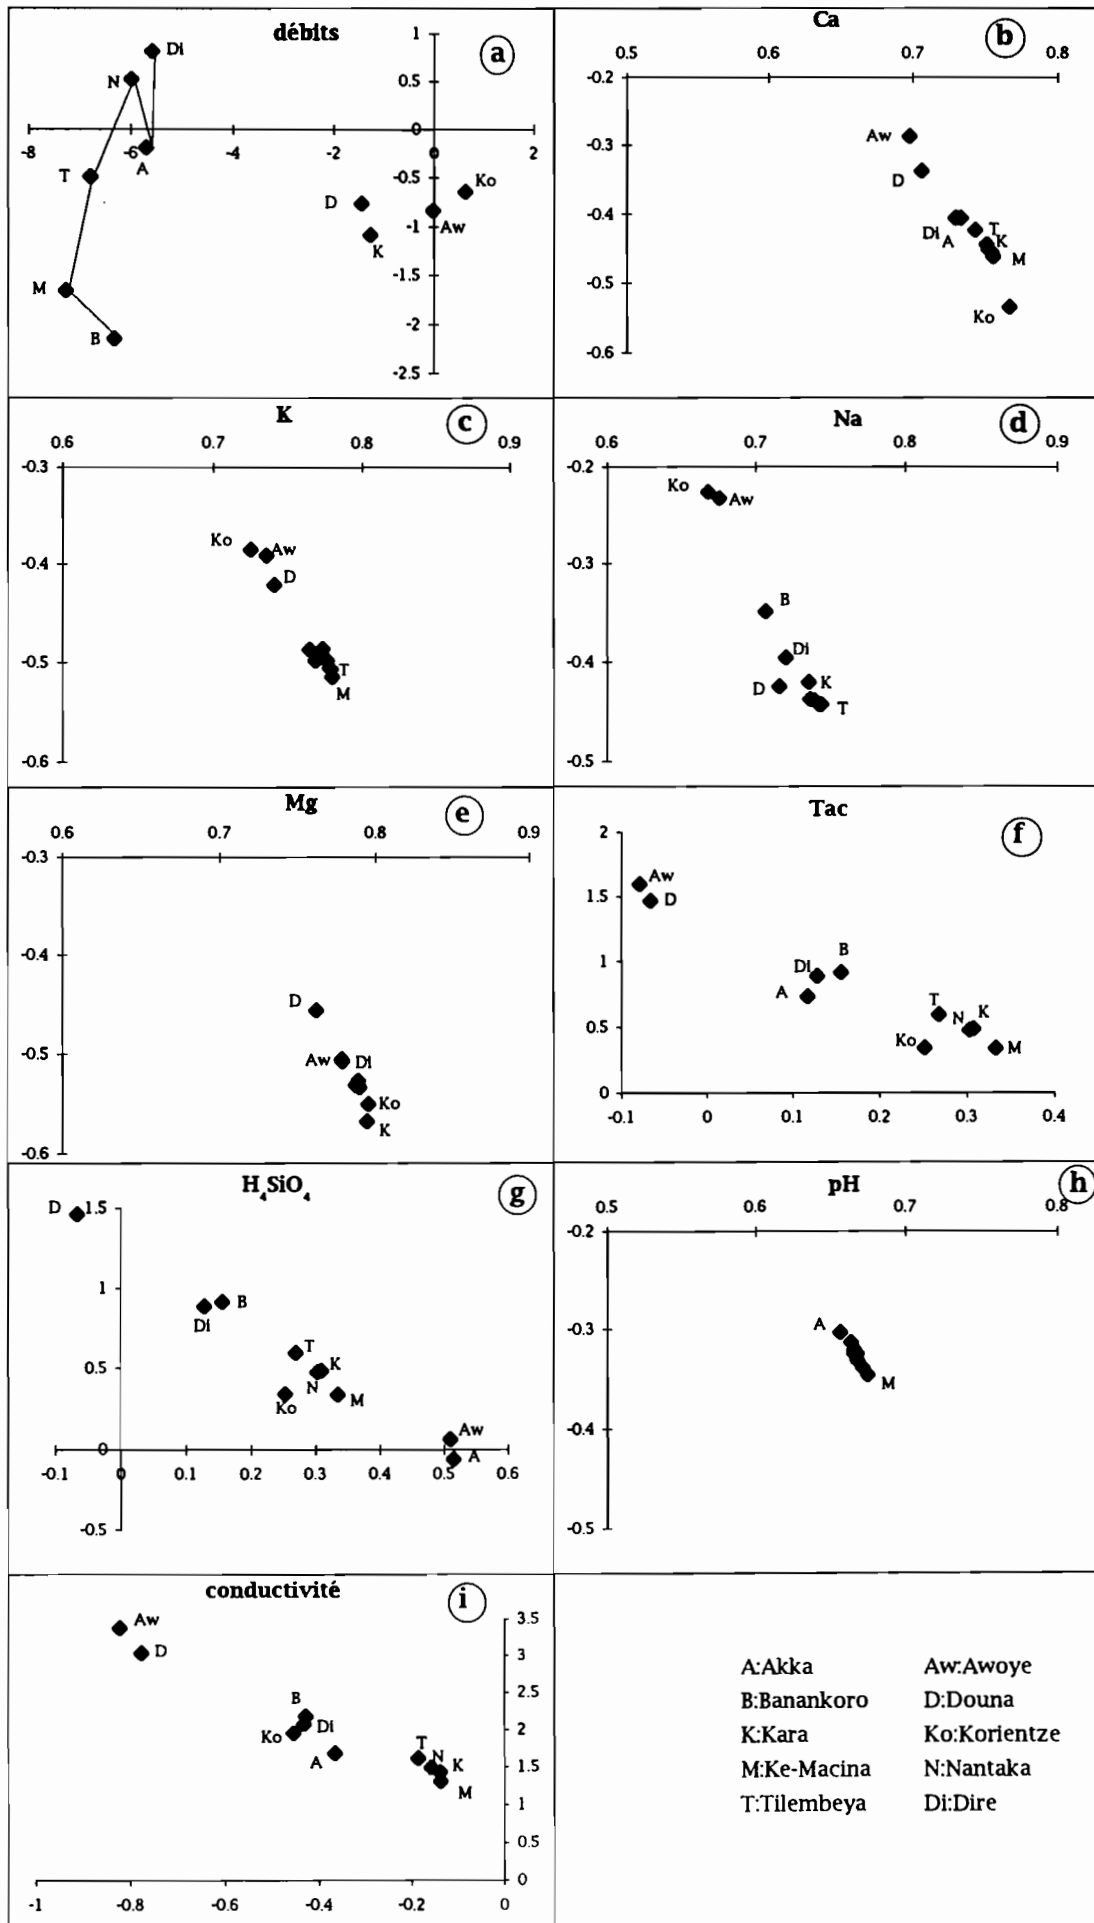 débits
a
1
0.5
0
-0.5
-1
-1.5
-2
-2.5
-8
-6
-4
-2
0
2
Di
N
A
T
M
B
D
K
Aw
Ko
Ca
b
0.5
0.6
0.7
0.8
-0.2
-0.3
-0.4
-0.5
-0.6
Aw
D
Di
A
T
K
M
Ko
K
c
0.6
0.7
0.8
0.9
-0.3
-0.4
-0.5
-0.6
Ko
Aw
D
T
M
Na
d
0.6
0.7
0.8
0.9
-0.2
-0.3
-0.4
-0.5
Ko
Aw
B
Di
D
K
T
Mg
e
0.6
0.7
0.8
0.9
-0.3
-0.4
-0.5
-0.6
D
Aw
Di
Ko
K
Tac
f
2
1.5
1
0.5
0
-0.1
0
0.1
0.2
0.3
0.4
Aw
D
Di
B
A
T
N
K
Ko
M
H4SiO4
g
1.5
1
0.5
0
-0.5
-0.1
0
0.1
0.2
0.3
0.4
0.5
0.6
D
B
Di
T
K
N
Ko
M
Aw
A
pH
h
0.5
0.6
0.7
0.8
-0.2
-0.3
-0.4
-0.5
A
M
conductivité
i
3.5
3
2.5
2
1.5
1
0.5
0
-1
-0.8
-0.6
-0.4
-0.2
0
Aw
D
B
Di
Ko
A
T
N
K
M
A:Akka Aw:Awoye
B:Banankoro D:Douna
K:Kara Ko:Korientze
M:Ke-Macina N:Nantaka
T:Tilembeya Di:Dire